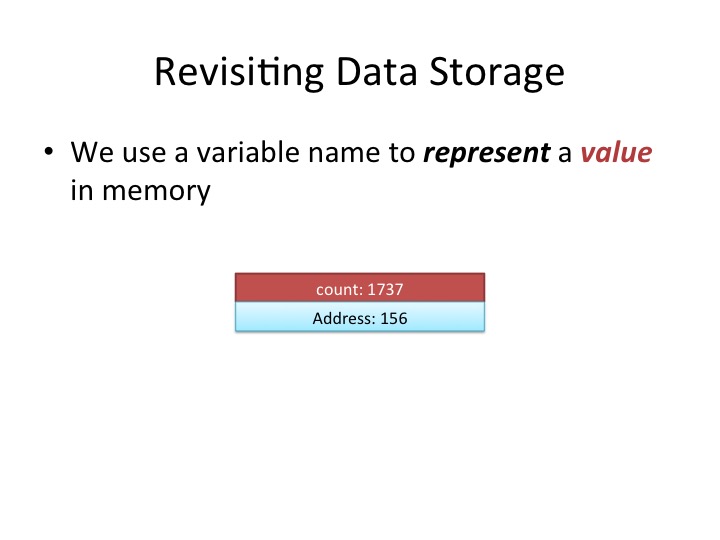 Revisiting Data Storage
• We use a variable name to represent a value
in memory
count: 1737
Address: 156